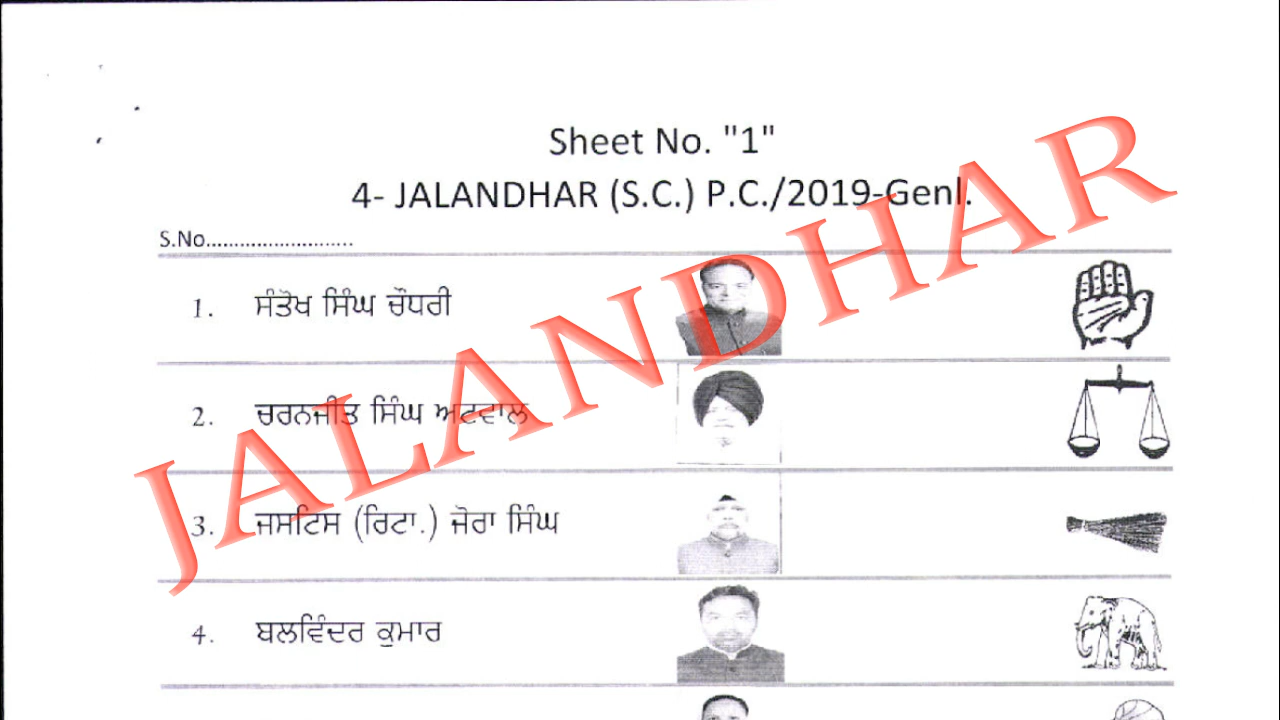 Sheet No. "1"
4- JALANDHAR (S.C.) P.C./2019-Genl.
S.No..........................
1. ਸੰਤੋਖ ਸਿੰਘ ਚੌਧਰੀ
2. ਚਰਨਜੀਤ ਸਿੰਘ ਅਟਵਾਲ
3. ਜਸਟਿਸ (ਰਿਟਾ.) ਜੋਰਾ ਸਿੰਘ
4. ਬਲਵਿੰਦਰ ਕੁਮਾਰ
JALANDHAR